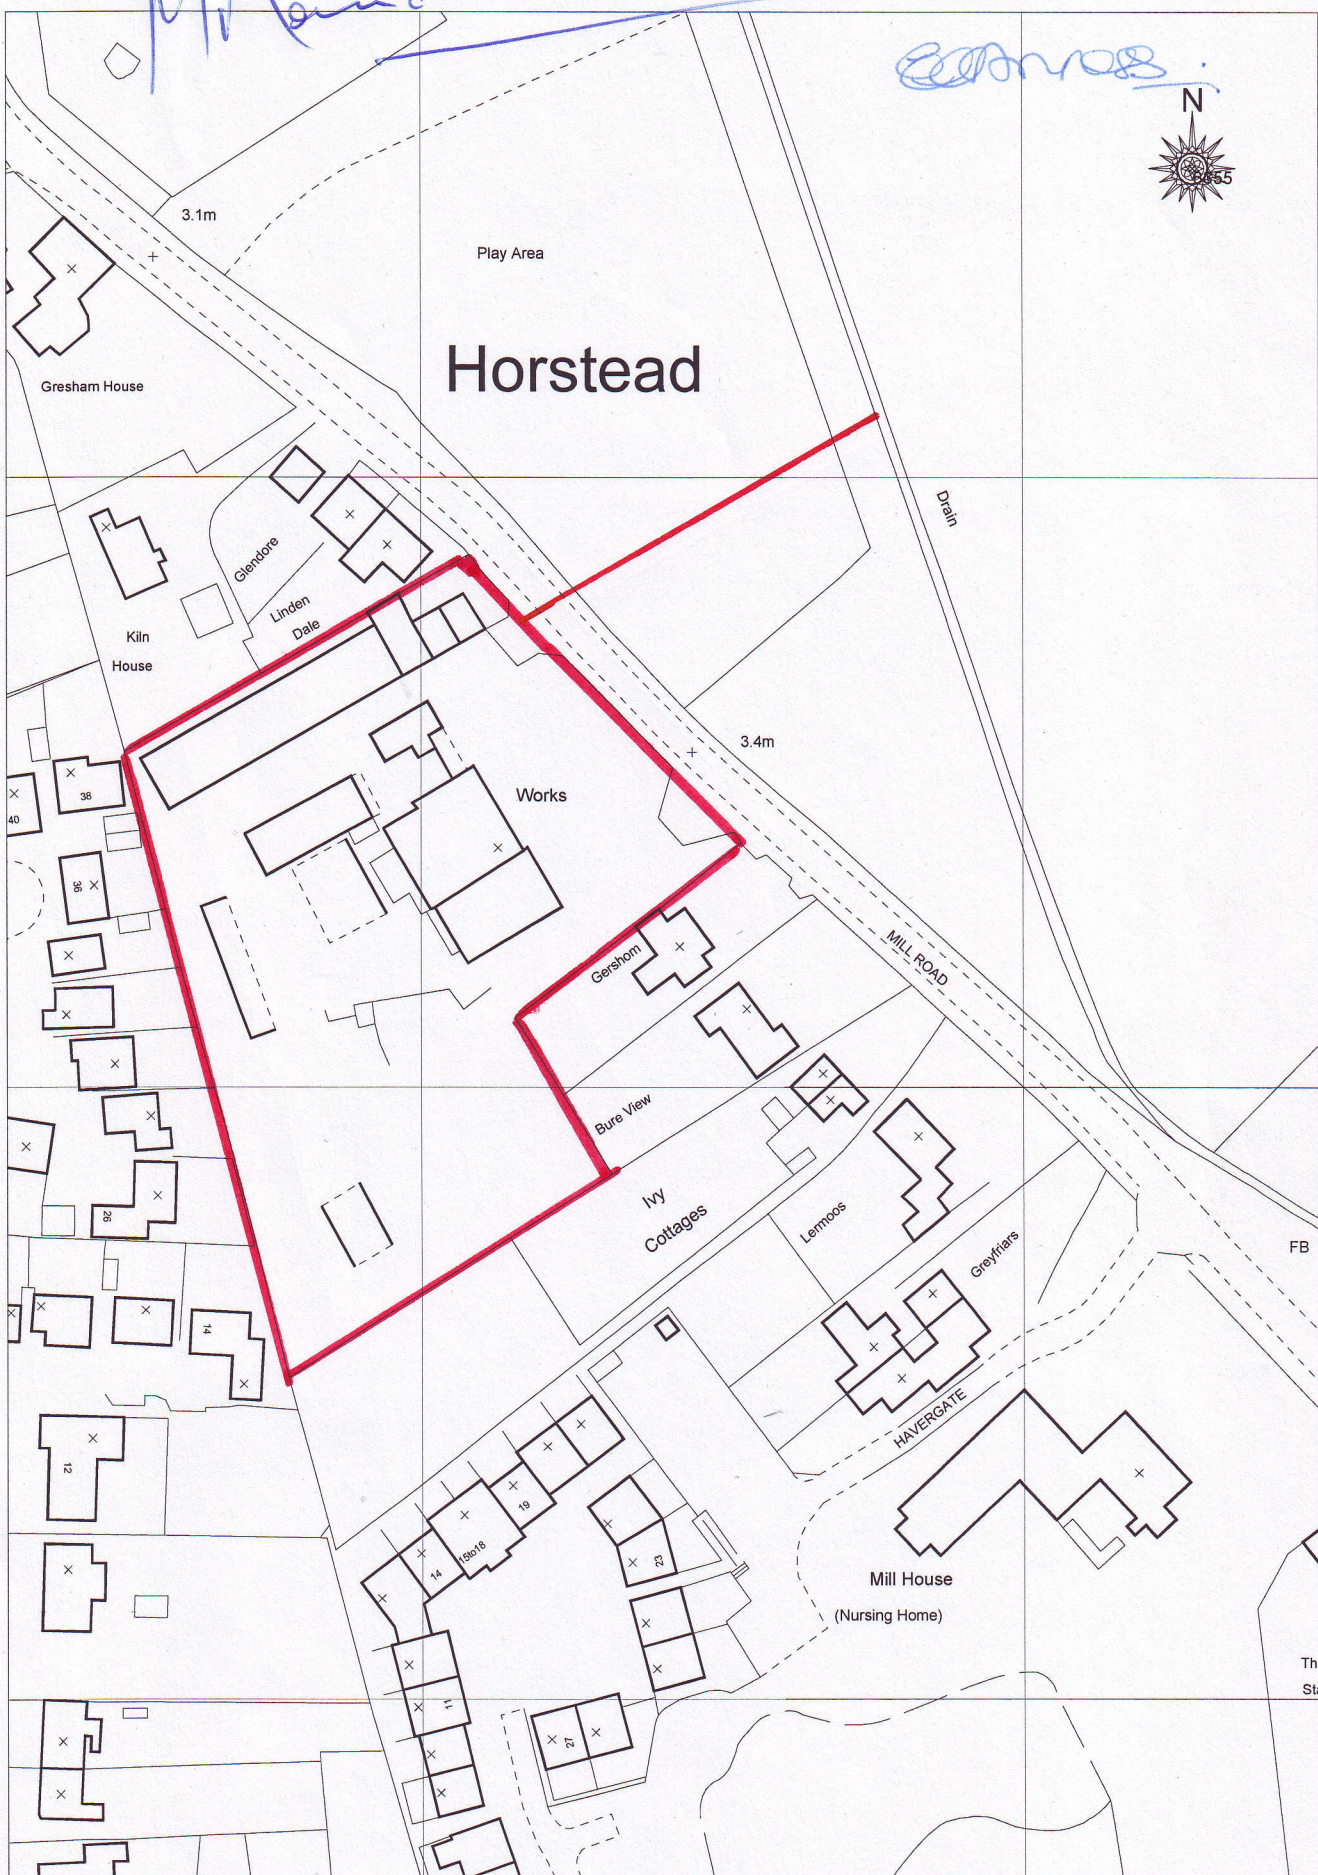 N
3.1m
Play Area
Horstead
Gresham House
Drain
Glendore
Linden
Dale
Kiln
House
3.4m
38
Works
40
36
MILL ROAD
Gershom
Bure View
Ivy
Cottages
26
Lermoos
Greyfriars
FB
14
HAVERGATE
12
19
15to18
14
23
Mill House
(Nursing Home)
11
27